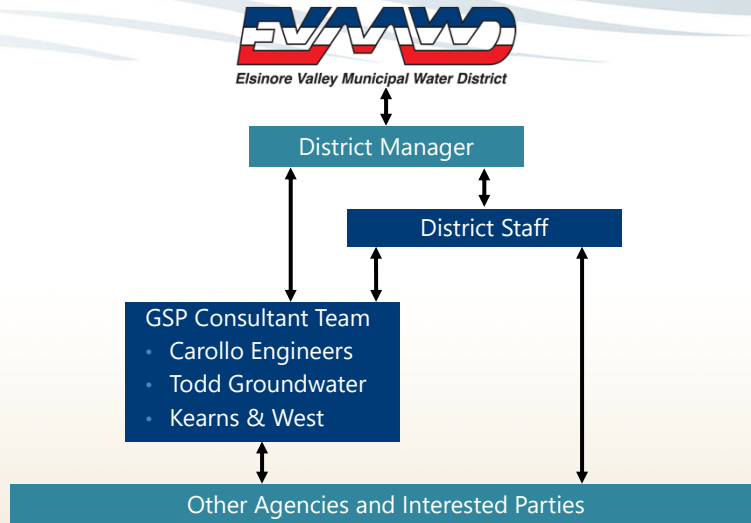 EVMWD
Elsinore Valley Municipal Water District
District Manager
District Staff
GSP Consultant Team
• Carollo Engineers
• Todd Groundwater
• Kearns & West
Other Agencies and Interested Parties